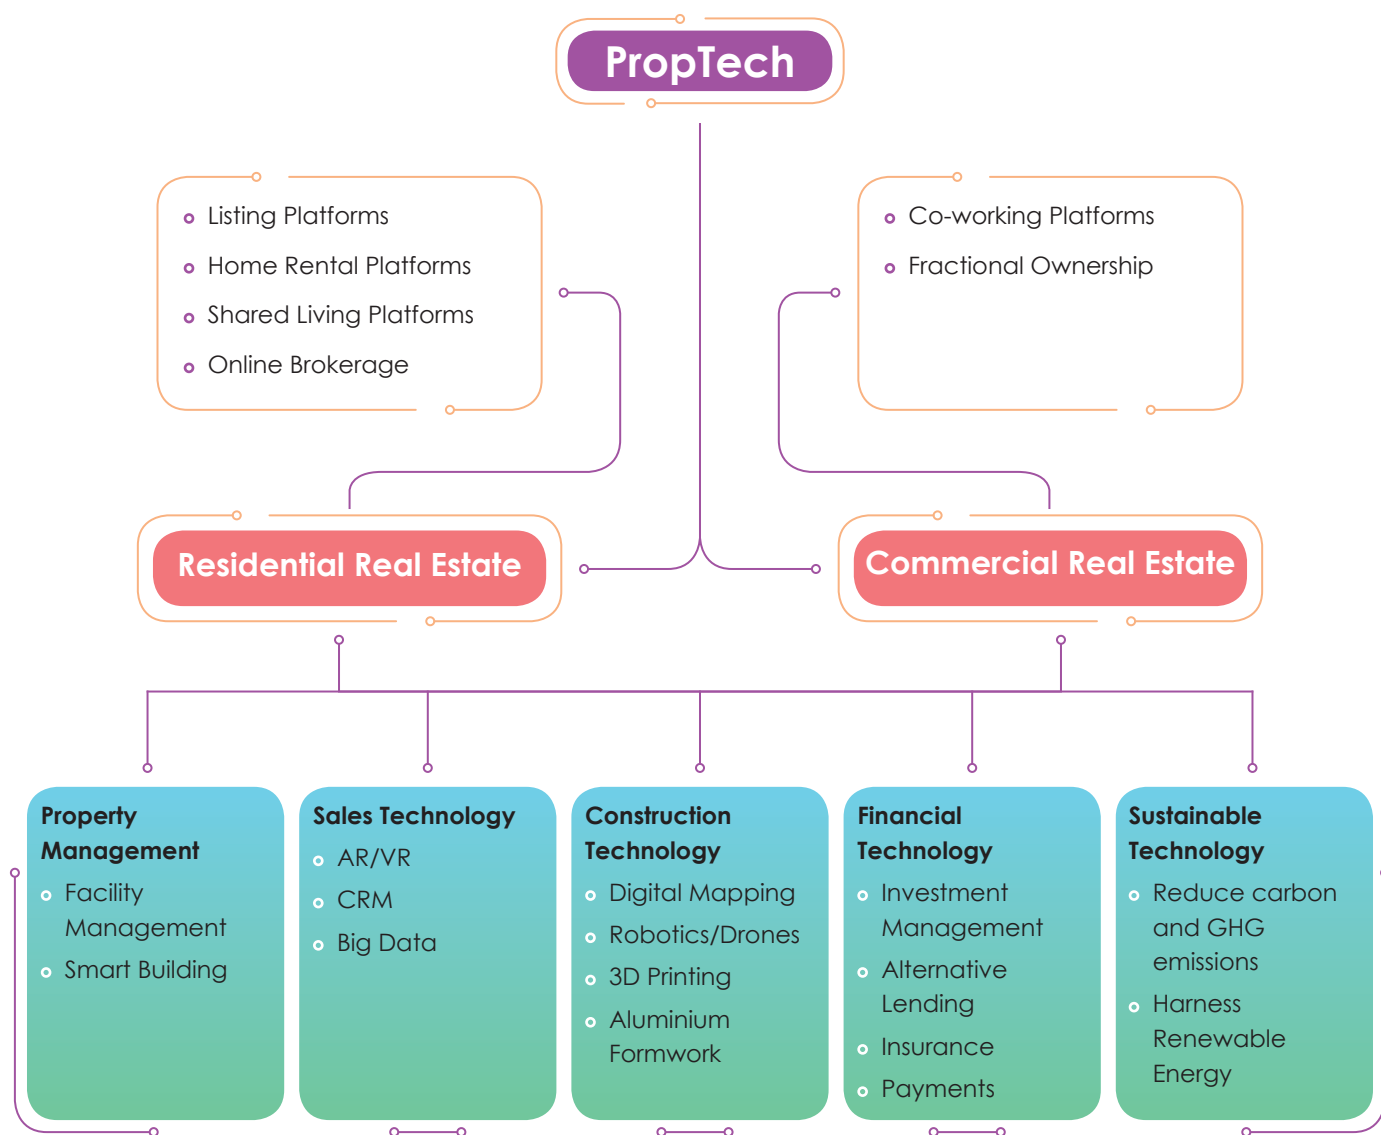 PropTech
Listing Platforms
Home Rental Platforms
Shared Living Platforms
Online Brokerage
Co-working Platforms
Fractional Ownership
Residential Real Estate
Commercial Real Estate
Property
Management
Facility
Management
Smart Building
Sales Technology
AR/VR
CRM
Big Data
Construction
Technology
Digital Mapping
Robotics/Drones
3D Printing
Aluminium
Formwork
Financial
Technology
Investment
Management
Alternative
Lending
Insurance
Payments
Sustainable
Technology
Reduce carbon
and GHG
emissions
Harness
Renewable
Energy